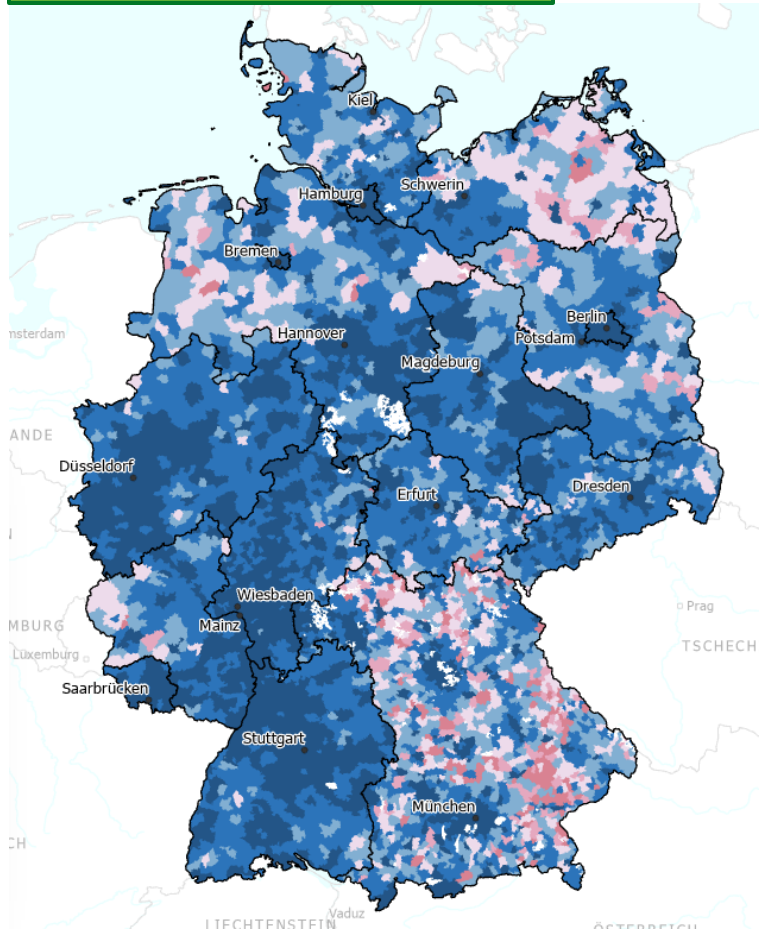 Kiel
Schwerin
Hamburg
Bremen
Berlin
msterdam
Hannover
Potsdam
Magdeburg
ANDE
Düsseldorf
Dresden
Erfurt
Wiesbaden
Prag
MBURG
Mainz
TSCHECH
Luxemburg
Saarbrücken
Stuttgart
München
CH
Vaduz
LIECHTENSTEIN
ÖSTERREICH